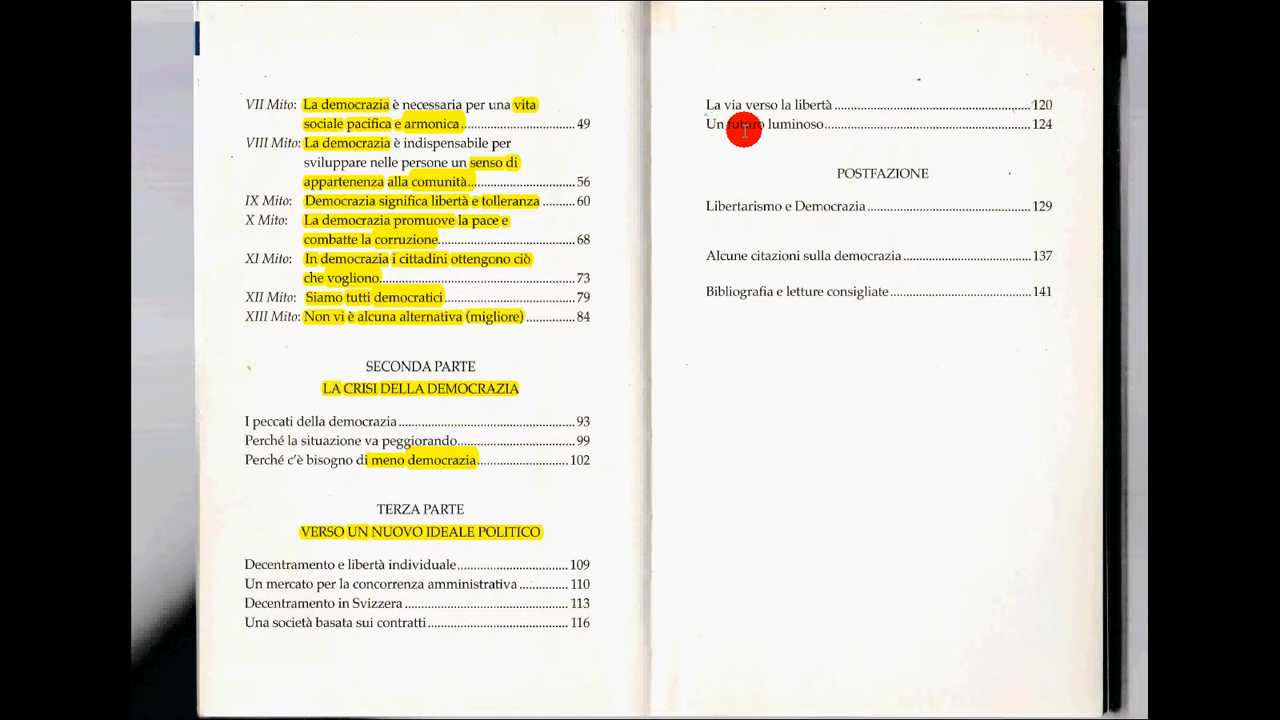 VII Mito: La democrazia è necessaria per una vita
sociale pacifica e armonica.......... 49
VIII Mito: La democrazia è indispensabile per
sviluppare nelle persone un senso di
appartenenza alla comunità.......... 56
IX Mito: Democrazia significa libertà e tolleranza .......... 60
X Mito: La democrazia promuove la pace e
combatte la corruzione.......... 68
XI Mito: In democrazia i cittadini ottengono ciò
che vogliono.......... 73
XII Mito: Siamo tutti democratici .......... 79
XIII Mito: Non vi è alcuna alternativa (migliore) .......... 84
SECONDA PARTE
LA CRISI DELLA DEMOCRAZIA
I peccati della democrazia .......... 93
Perché la situazione va peggiorando.......... 99
Perché c'è bisogno di meno democrazia.......... 102
TERZA PARTE
VERSO UN NUOVO IDEALE POLITICO
Decentramento e libertà individuale.......... 109
Un mercato per la concorrenza amministrativa .......... 110
Decentramento in Svizzera .......... 113
Una società basata sui contratti .......... 116
La via verso la libertà .......... 120
Un futuro luminoso.......... 124
POSTFAZIONE
Libertarismo e Democrazia .......... 129
Alcune citazioni sulla democrazia .......... 137
Bibliografia e letture consigliate .......... 141